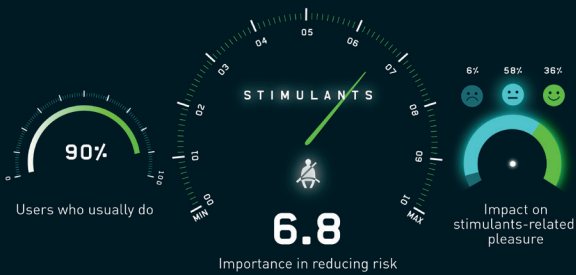 STIMULANTS
00
01
02
03
04
05
06
07
08
09
10
MIN
MAX
6.8
Importance in reducing risk
0
90%
100
Users who usually do
6% 58% 36%
Impact on
stimulants-related
pleasure